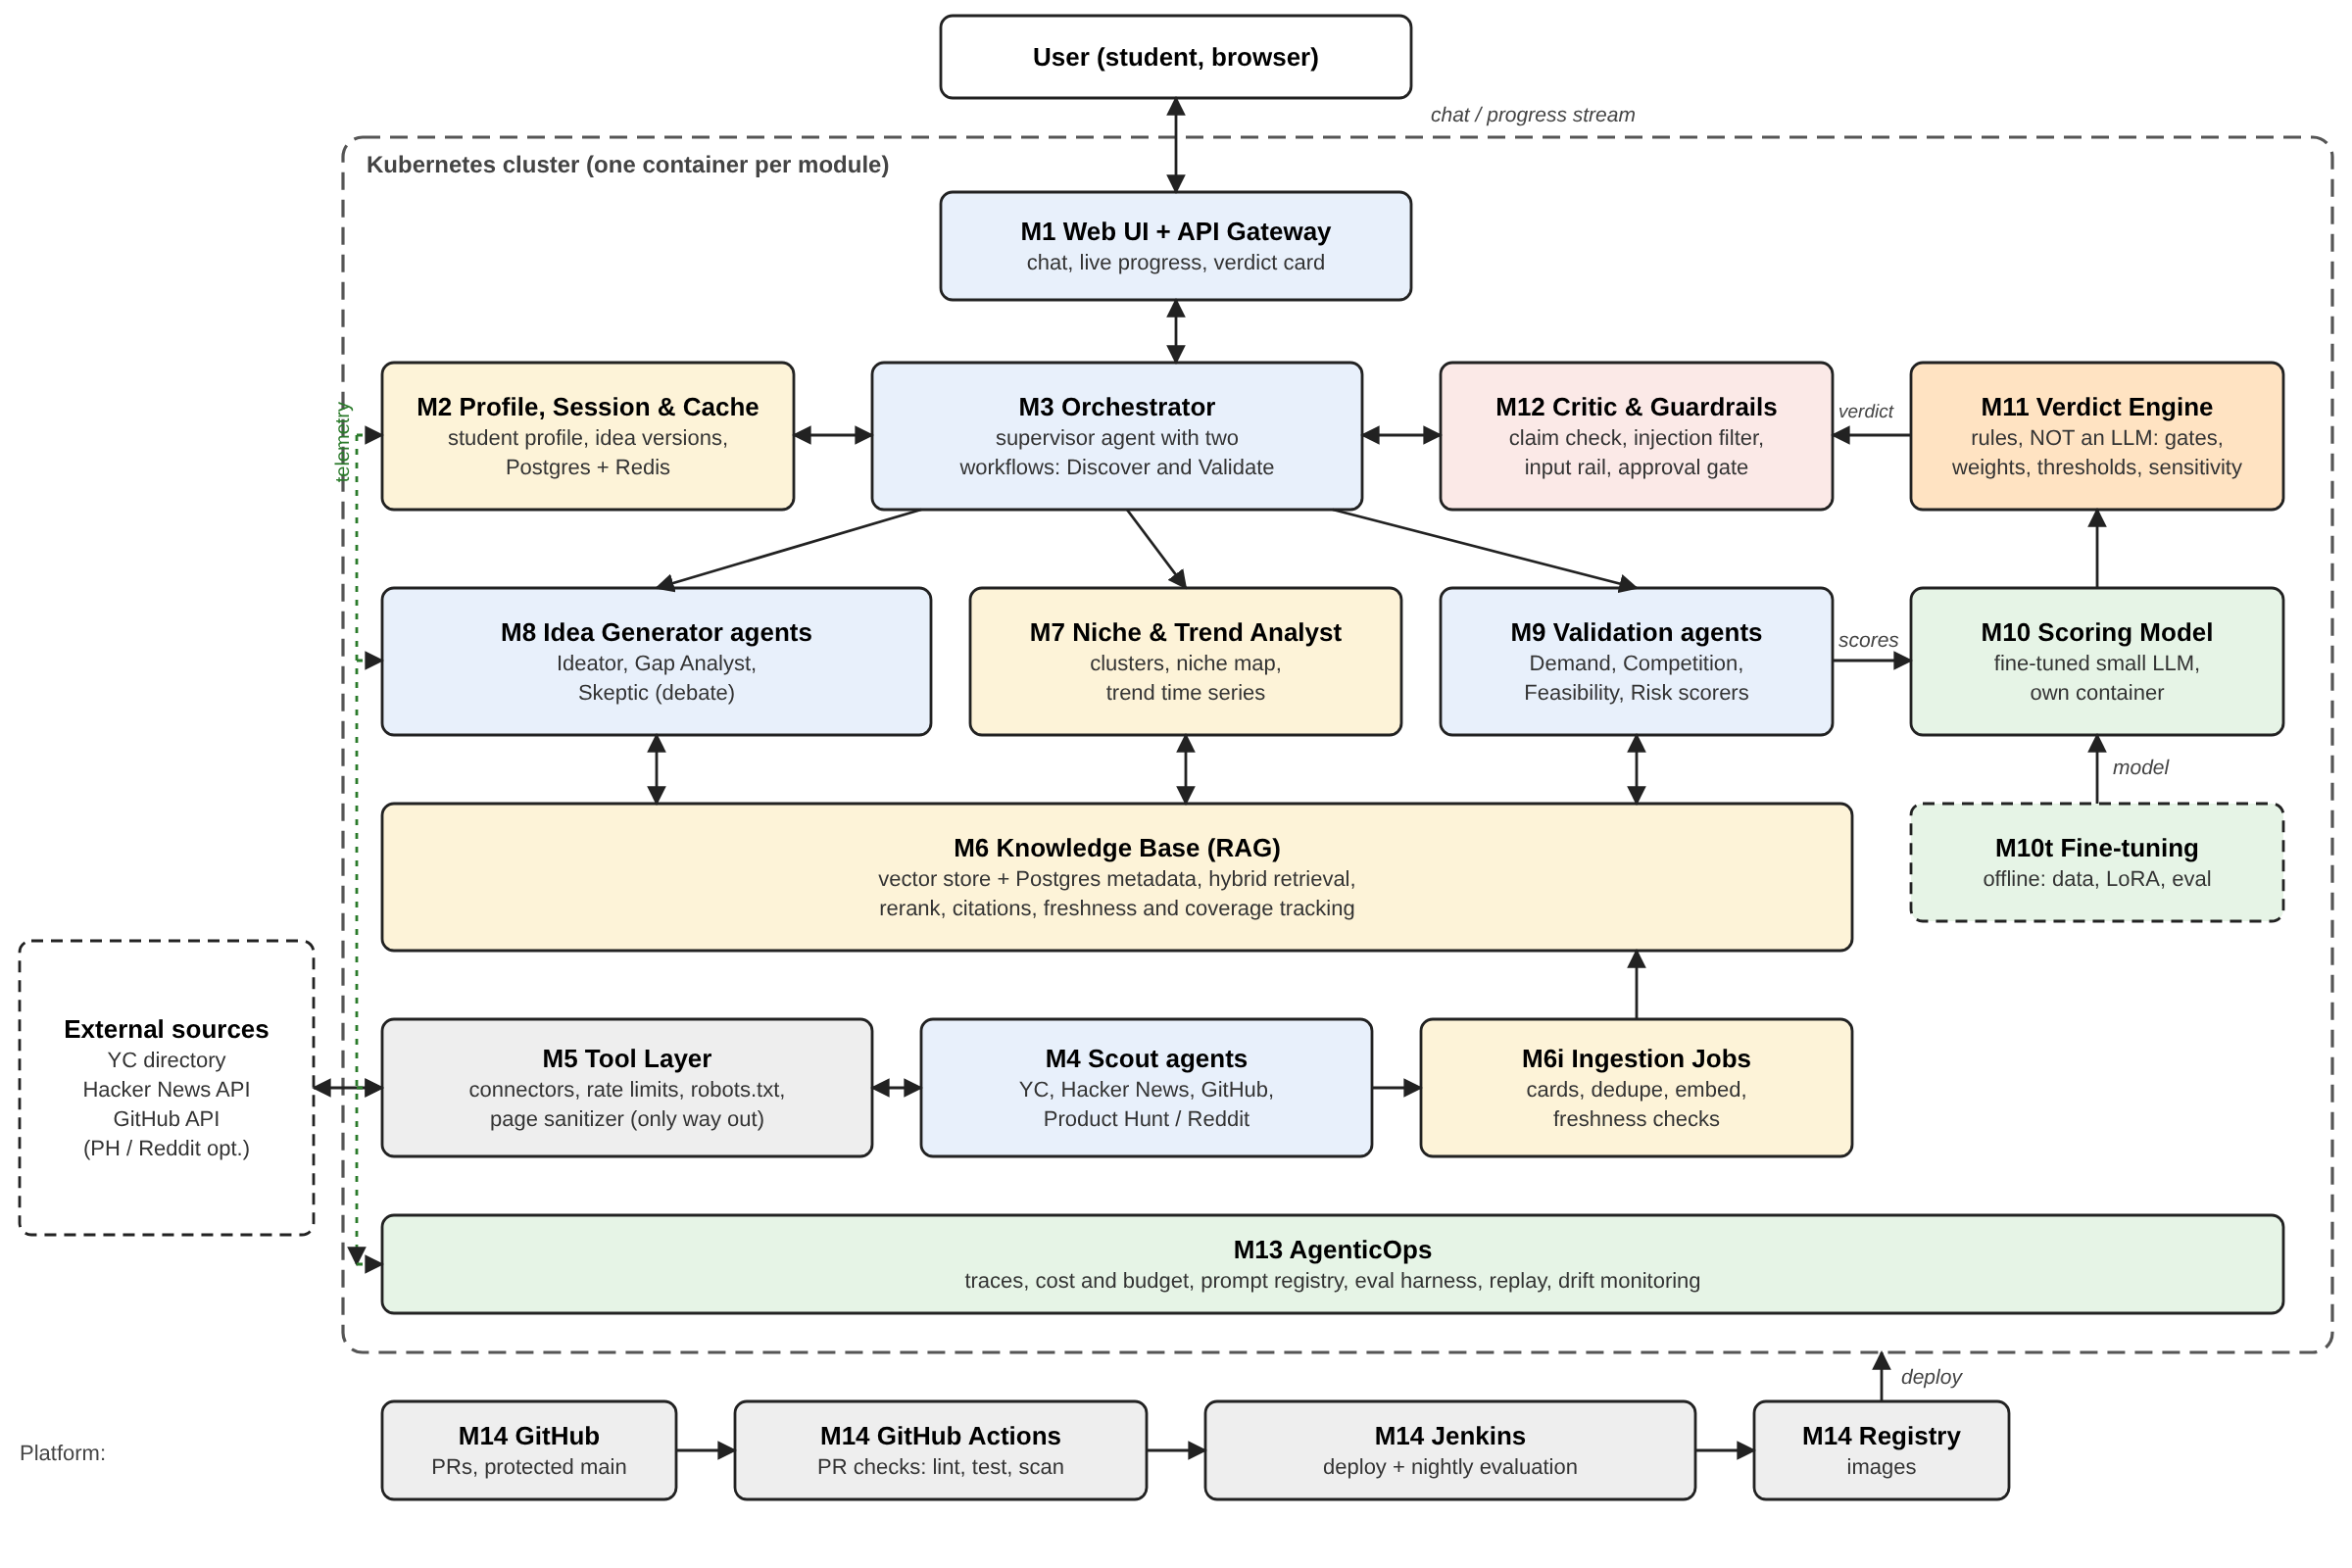 User (student, browser)
chat / progress stream
Kubernetes cluster (one container per module)
M1 Web UI + API Gateway
chat, live progress, verdict card
telemetry
M2 Profile, Session & Cache
student profile, idea versions,
Postgres + Redis
M3 Orchestrator
supervisor agent with two
workflows: Discover and Validate
M12 Critic & Guardrails
claim check, injection filter,
input rail, approval gate
verdict
M11 Verdict Engine
rules, NOT an LLM: gates,
weights, thresholds, sensitivity
M8 Idea Generator agents
Ideator, Gap Analyst,
Skeptic (debate)
M7 Niche & Trend Analyst
clusters, niche map,
trend time series
M9 Validation agents
Demand, Competition,
Feasibility, Risk scorers
scores
M10 Scoring Model
fine-tuned small LLM,
own container
model
M6 Knowledge Base (RAG)
vector store + Postgres metadata, hybrid retrieval,
rerank, citations, freshness and coverage tracking
M10t Fine-tuning
offline: data, LoRA, eval
External sources
YC directory
Hacker News API
GitHub API
(PH / Reddit opt.)
M5 Tool Layer
connectors, rate limits, robots.txt,
page sanitizer (only way out)
M4 Scout agents
YC, Hacker News, GitHub,
Product Hunt / Reddit
M6i Ingestion Jobs
cards, dedupe, embed,
freshness checks
M13 AgenticOps
traces, cost and budget, prompt registry, eval harness, replay, drift monitoring
deploy
Platform:
M14 GitHub
PRs, protected main
M14 GitHub Actions
PR checks: lint, test, scan
M14 Jenkins
deploy + nightly evaluation
M14 Registry
images